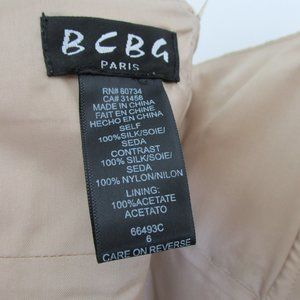 BCBG
PARIS
RN# 60734
CA# 31456
MADE IN CHINA
FAIT EN CHINE
HECHO EN CHINA
SELF
100%SILK/SOIE/
SEDA
CONTRAST
100% SILK/SOIE/
SEDA
100% NYLON/NILON
LINING:
100%ACETATE
ACETATO
66493C
6
CARE ON REVERSE